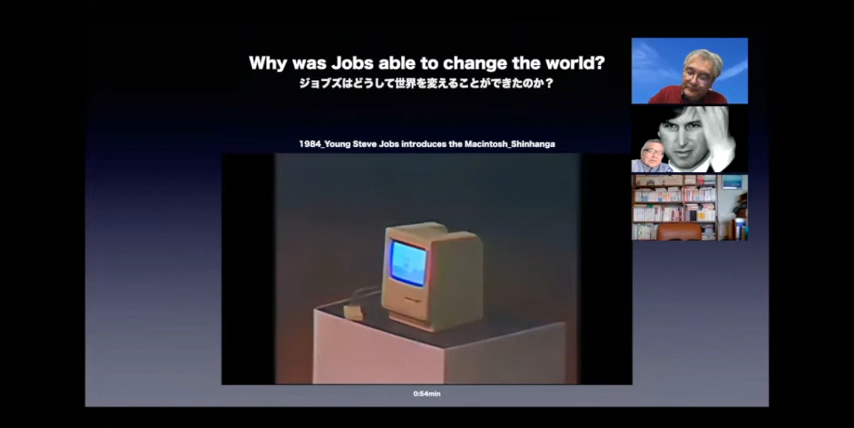 Why was Jobs able to change the world?
ジョブズはどうして世界を変えることができたのか？
1984_Young Steve Jobs introduces the Macintosh_Shinhanga
0:54min